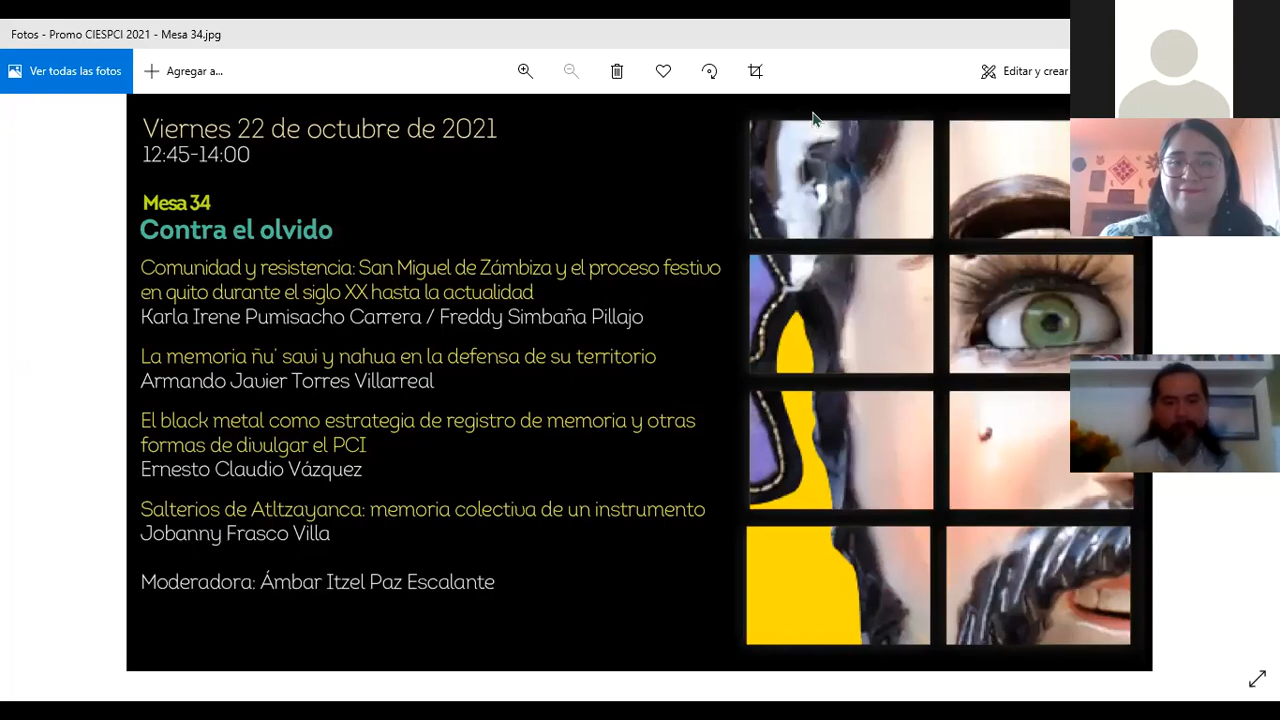 Fotos - Promo CIESPCI 2021 - Mesa 34.jpg
Ver todas las fotos
Agregar a...
Editar y crear
Viernes 22 de octubre de 2021
12:45-14:00
Mesa 34
Contra el olvido
Comunidad y resistencia: San Miguel de Zámbiza y el proceso festivo
en quito durante el siglo XX hasta la actualidad
Karla Irene Pumisacho Carrera / Freddy Simbaña Pillajo
La memoria ñu' savi y nahua en la defensa de su territorio
Armando Javier Torres Villarreal
El black metal como estrategia de registro de memoria y otras
formas de divulgar el PCI
Ernesto Claudio Vázquez
Salterios de Atltzayanca: memoria colectiva de un instrumento
Jobanny Frasco Villa
Moderadora: Ámbar Itzel Paz Escalante